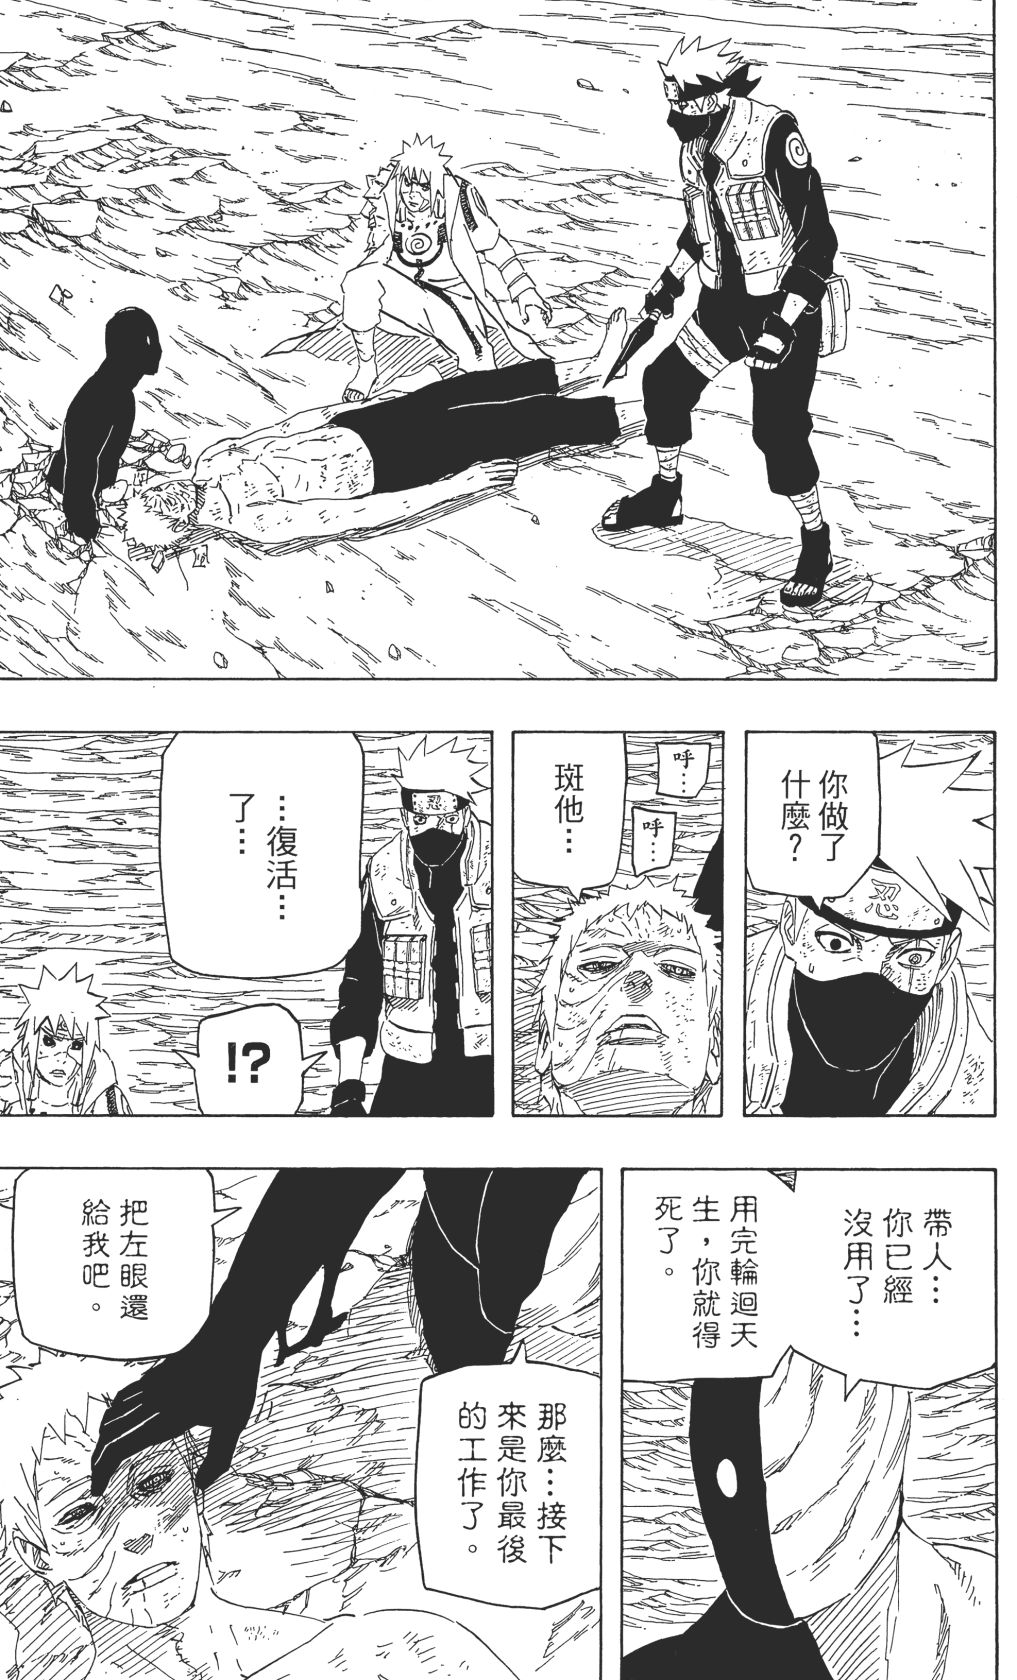 你做了
什麼？
呼…
呼…
斑他…
…復活…
了…
!?
帶人…
你已經
沒用了…
用完輪迴天
生，你就得
死了。
那麼…接下
來是你最後
的工作了。
把左眼還
給我吧。
忍
忍